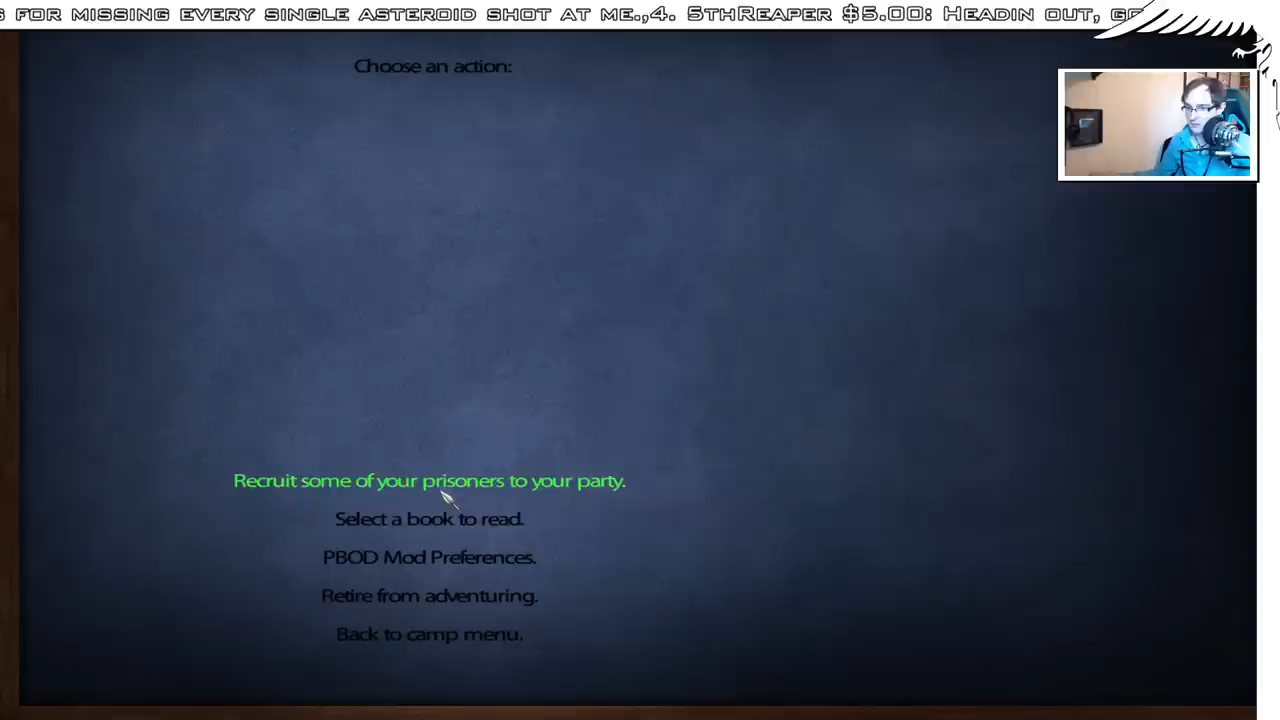 S FOR MISSING EVERY SINGLE ASTEROID SHOT AT ME.,4. 5THREAPER $5.00: HEADIN OUT, GO
Choose an action:
Recruit some of your prisoners to your party.
Select a book to read.
PBOD Mod Preferences.
Retire from adventuring.
Back to camp menu.